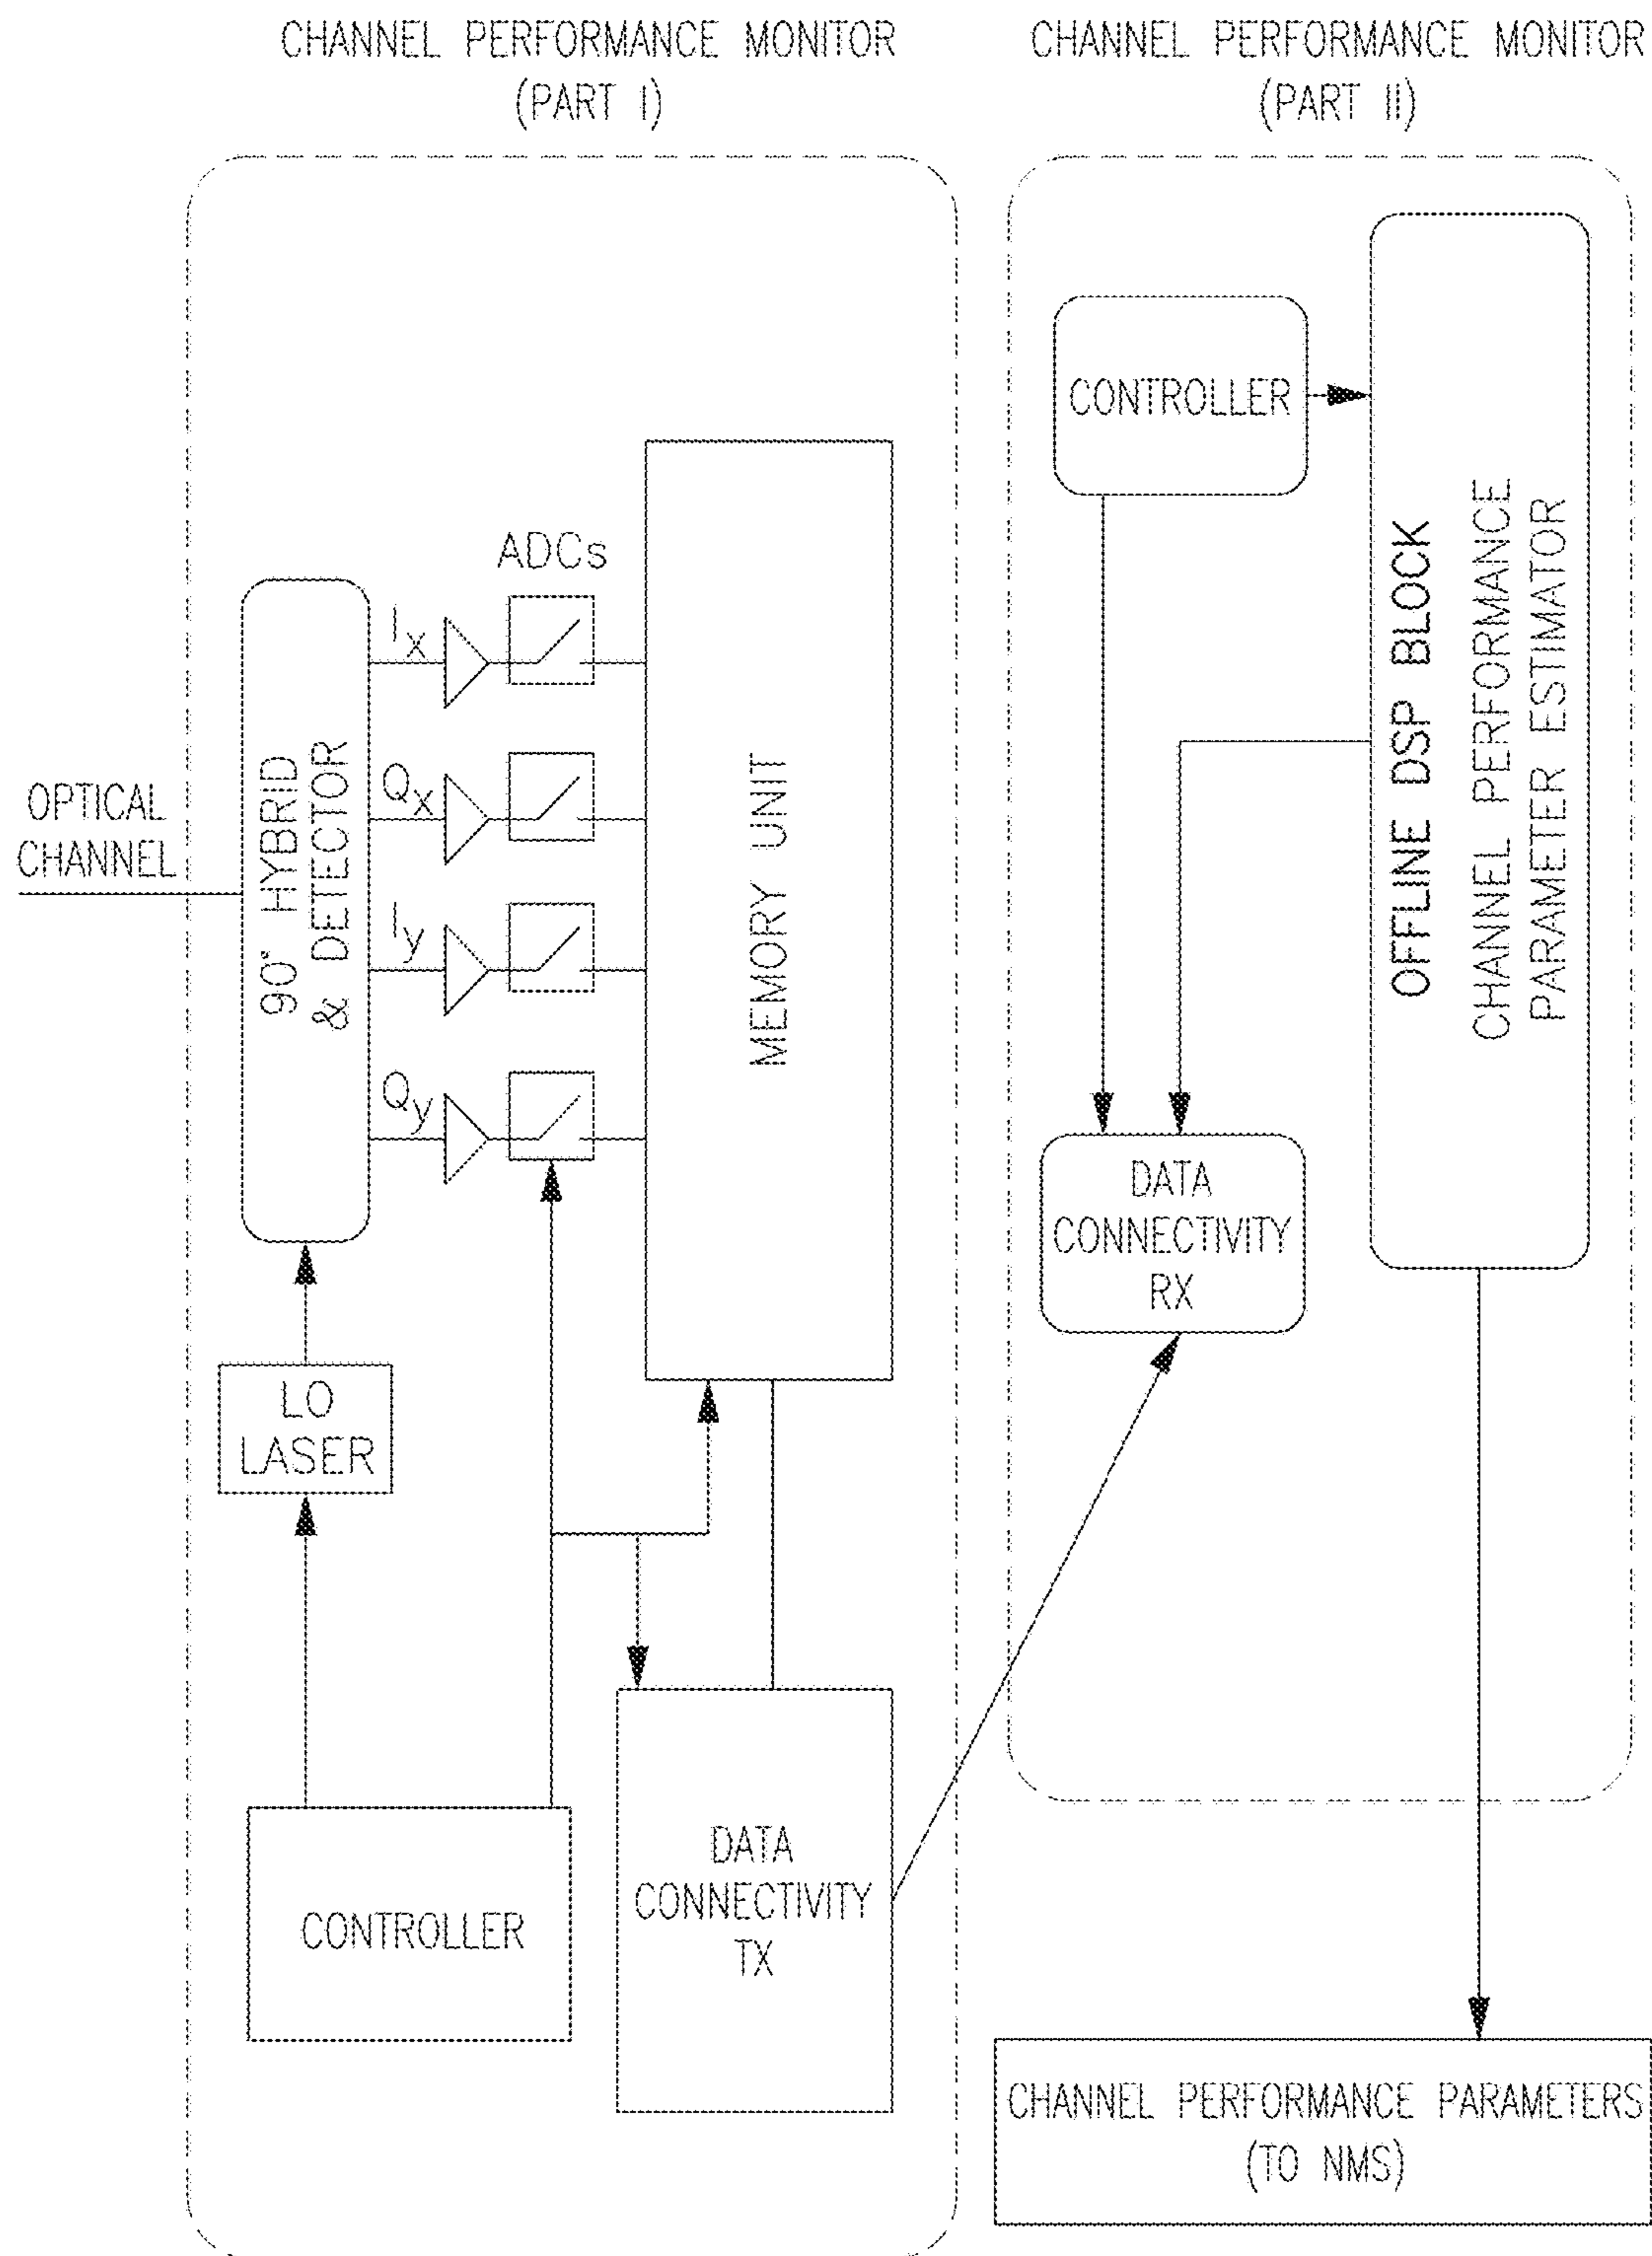 CHANNEL PERFORMANCE MONITOR
(PART I)
CHANNEL PERFORMANCE MONITOR
(PART II)
OPTICAL
CHANNEL
90° HYBRID
& DETECTOR
ADCs
Ix
Qx
Iy
Qy
MEMORY UNIT
LO
LASER
CONTROLLER
DATA
CONNECTIVITY
TX
CONTROLLER
OFFLINE DSP BLOCK
CHANNEL PERFORMANCE
PARAMETER ESTIMATOR
DATA
CONNECTIVITY
RX
CHANNEL PERFORMANCE PARAMETERS
(TO NMS)